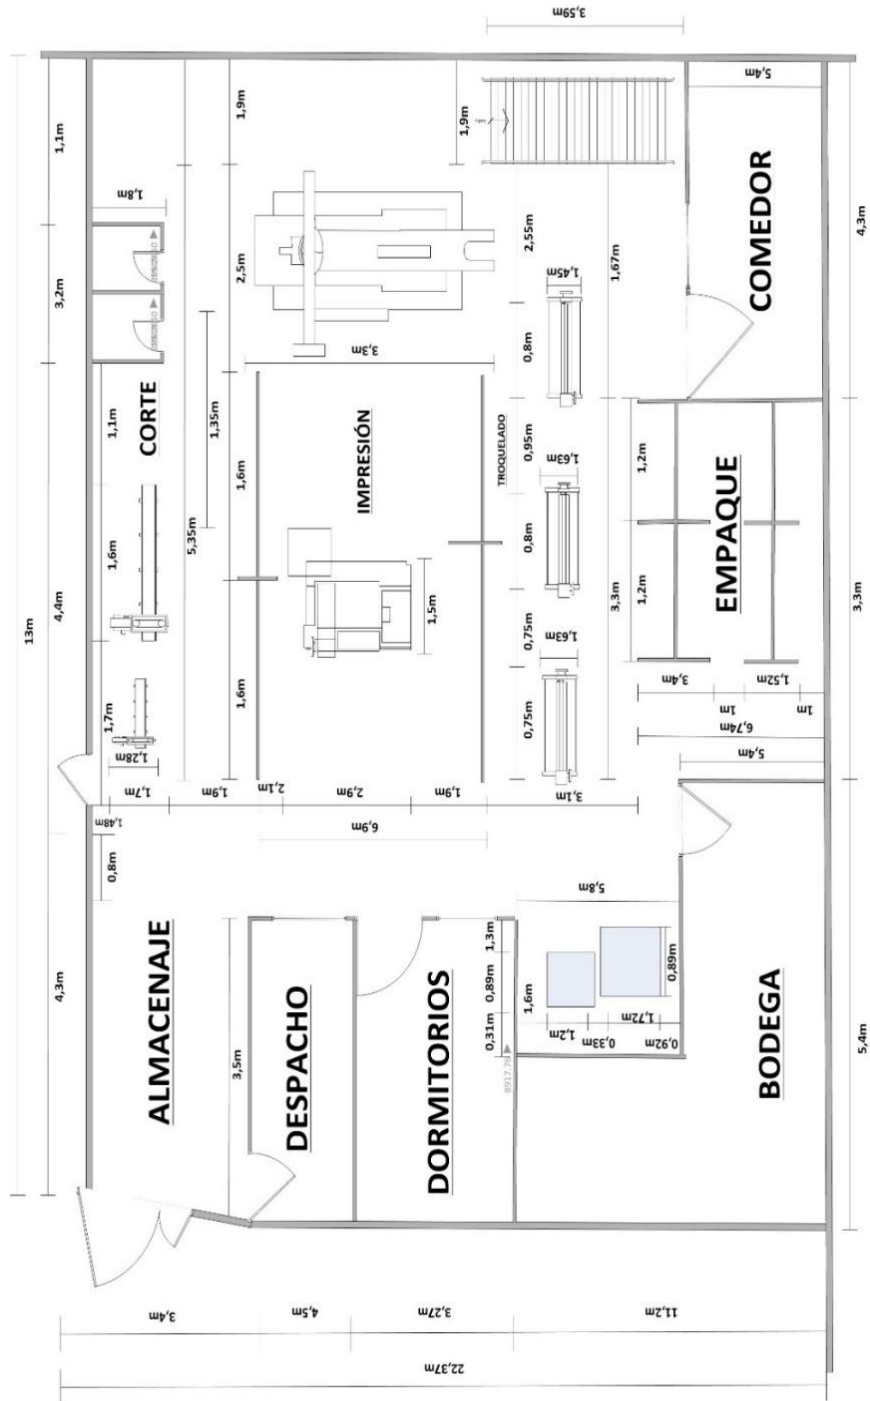 3,59m
5,4m
1,1m
1,9m
1,9m
1,8m
COMEDOR
4,3m
3,2m
2,5m
2,55m
1,67m
1,45m
0,8m
3,3m
CORTE
1,1m
1,35m
1,6m
IMPRESIÓN
TROQUELADO
0,95m
1,63m
1,2m
EMPAQUE
13m
4,4m
1,6m
5,35m
0,8m
3,3m
1,2m
3,3m
1,5m
0,75m
1,63m
1,7m
1,6m
0,75m
3,4m
1m
1,52m
1m
6,74m
1,28m
5,4m
1,7m
1,9m
2,1m
2,9m
1,9m
3,1m
1,48m
0,8m
6,9m
5,8m
4,3m
ALMACENAJE
3,5m
DESPACHO
DORMITORIOS
1,3m
0,89m
0,31m
1,6m
0,89m
1,2m
1,72m
0,33m
0,92m
BODEGA
5,4m
3,4m
4,5m
3,27m
11,2m
22,37m